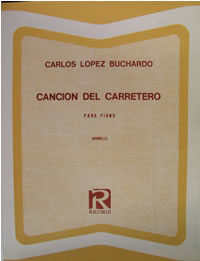 CARLOS LOPEZ BUCHARDO
CANCION DEL CARRETERO
PARA PIANO
R
RICORDI